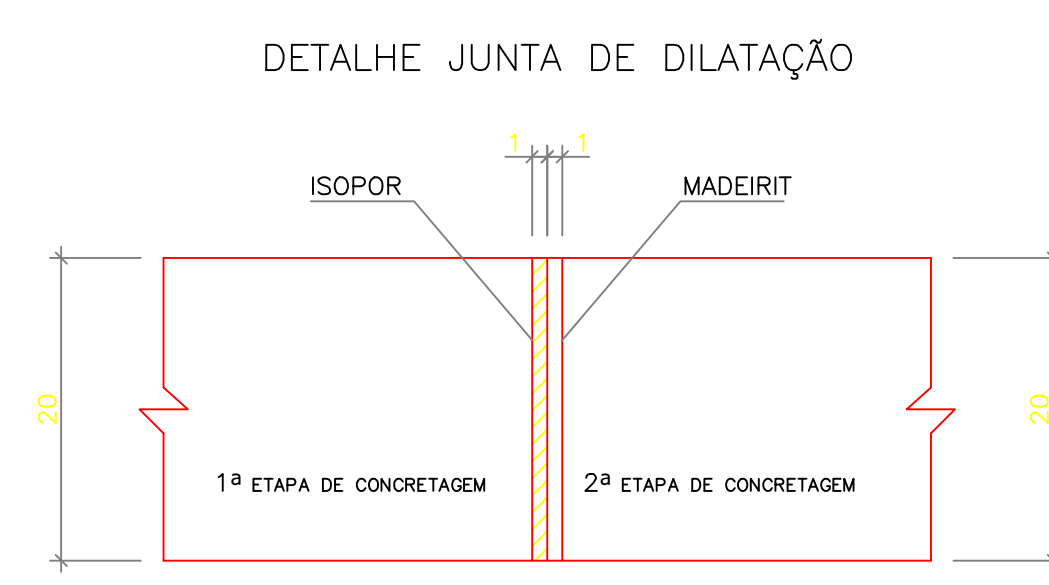 DETALHE JUNTA DE DILATAÇÃO
1 1
ISOPOR MADEIRIT
20 20
1ª ETAPA DE CONCRETAGEM 2ª ETAPA DE CONCRETAGEM